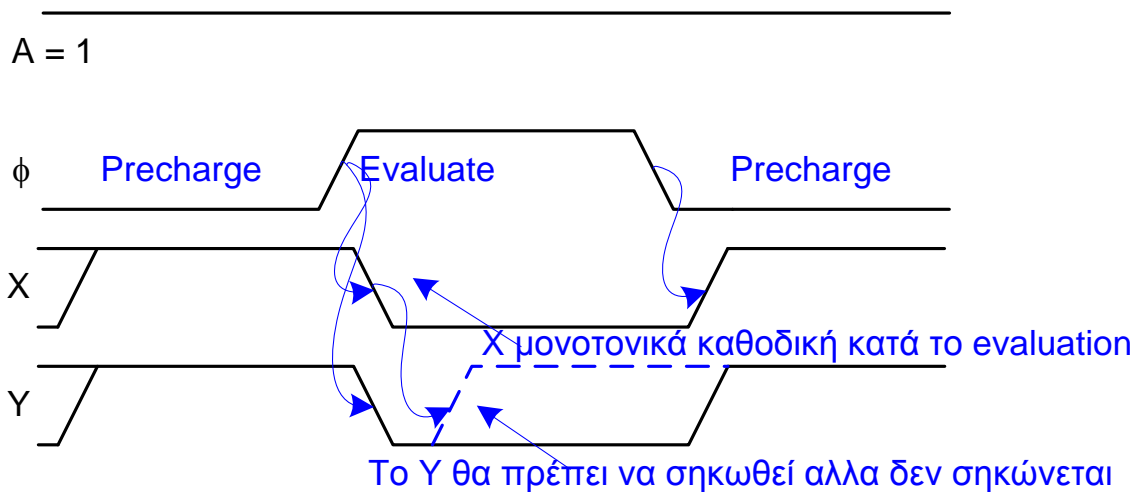 A = 1
ϕ Precharge Evaluate Precharge
X
X μονοτονικά καθοδική κατά το evaluation
Y
Το Y θα πρέπει να σηκωθεί αλλα δεν σηκώνεται